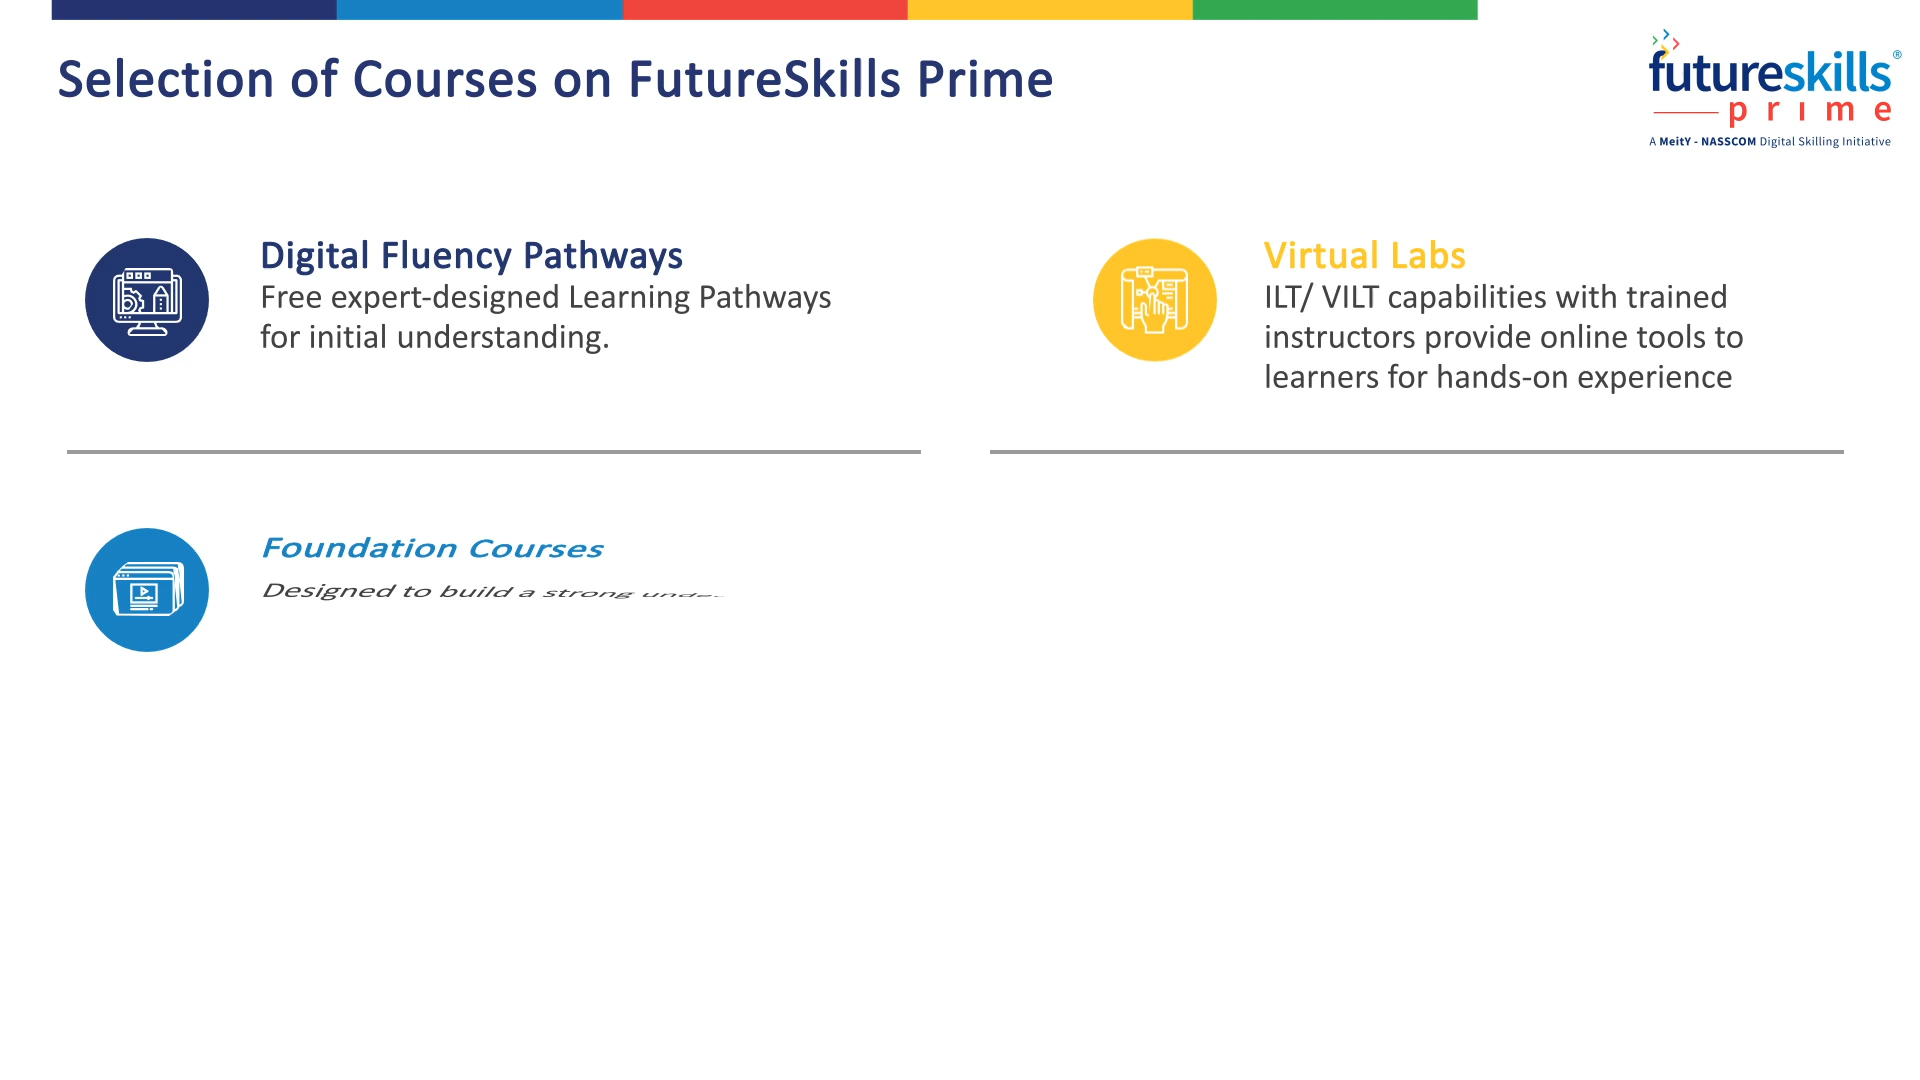 Selection of Courses on FutureSkills Prime
futureskills®
prime
A MeitY - NASSCOM Digital Skilling Initiative
Digital Fluency Pathways
Free expert-designed Learning Pathways
for initial understanding.
Virtual Labs
ILT/ VILT capabilities with trained
instructors provide online tools to
learners for hands-on experience
Foundation Courses
Designed to build a strong